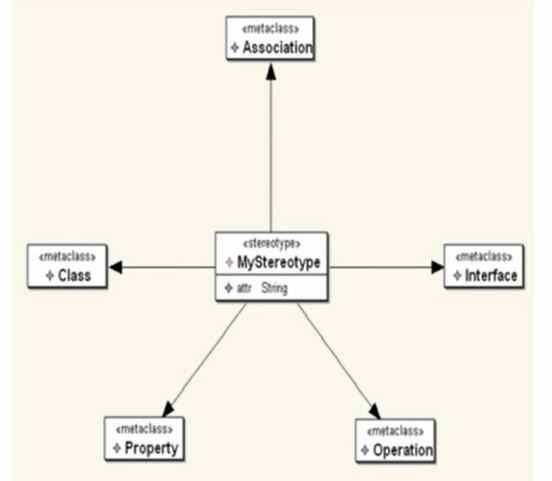 «metaclass»
Association
«stereotype»
MyStereotype
attr String
«metaclass»
Class
«metaclass»
Interface
«metaclass»
Property
«metaclass»
Operation